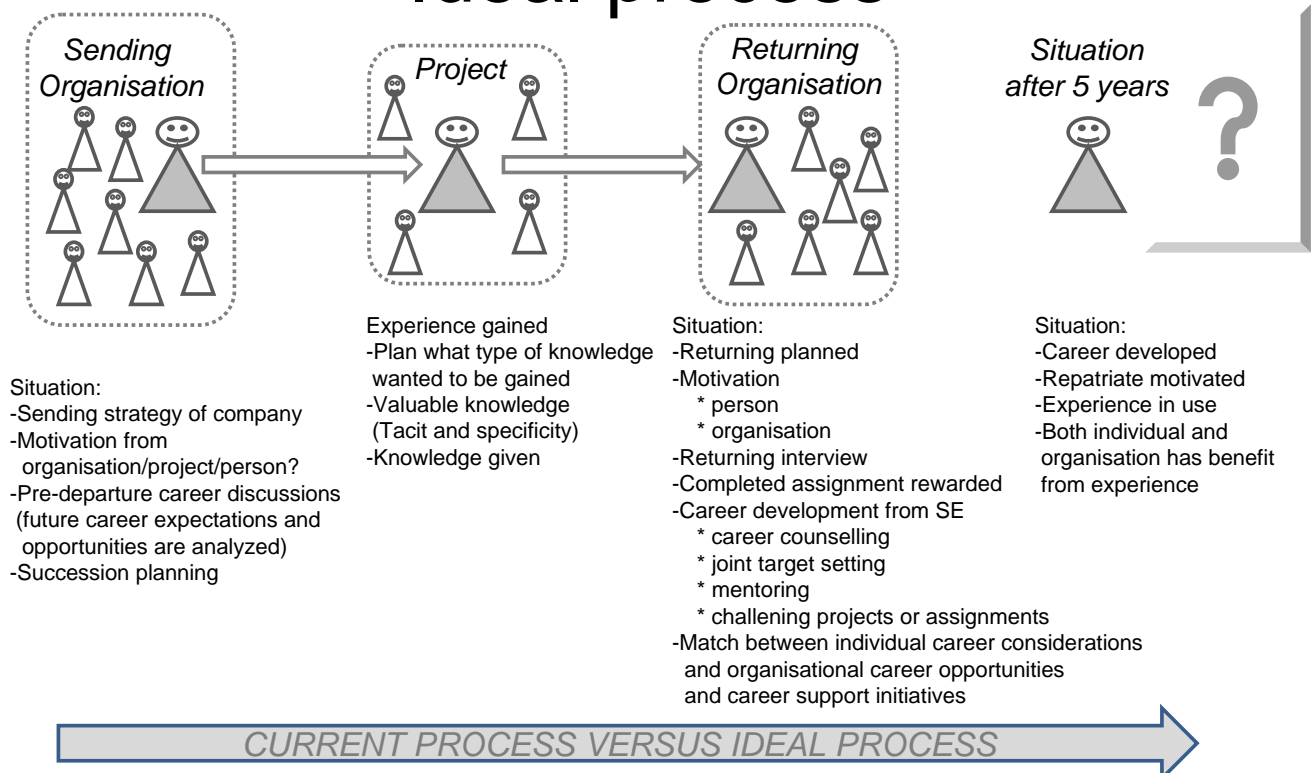 Ideal process
Sending
Organisation
Project
Returning
Organisation
Situation
after 5 years
?
Situation:
-Sending strategy of company
-Motivation from
organisation/project/person?
-Pre-departure career discussions
(future career expectations and
opportunities are analyzed)
-Succession planning
Experience gained
-Plan what type of knowledge
wanted to be gained
-Valuable knowledge
(Tacit and specificity)
-Knowledge given
Situation:
-Returning planned
-Motivation
* person
* organisation
-Returning interview
-Completed assignment rewarded
-Career development from SE
* career counselling
* joint target setting
* mentoring
* challening projects or assignments
-Match between individual career considerations
and organisational career opportunities
and career support initiatives
Situation:
-Career developed
-Repatriate motivated
-Experience in use
-Both individual and
organisation has benefit
from experience
CURRENT PROCESS VERSUS IDEAL PROCESS